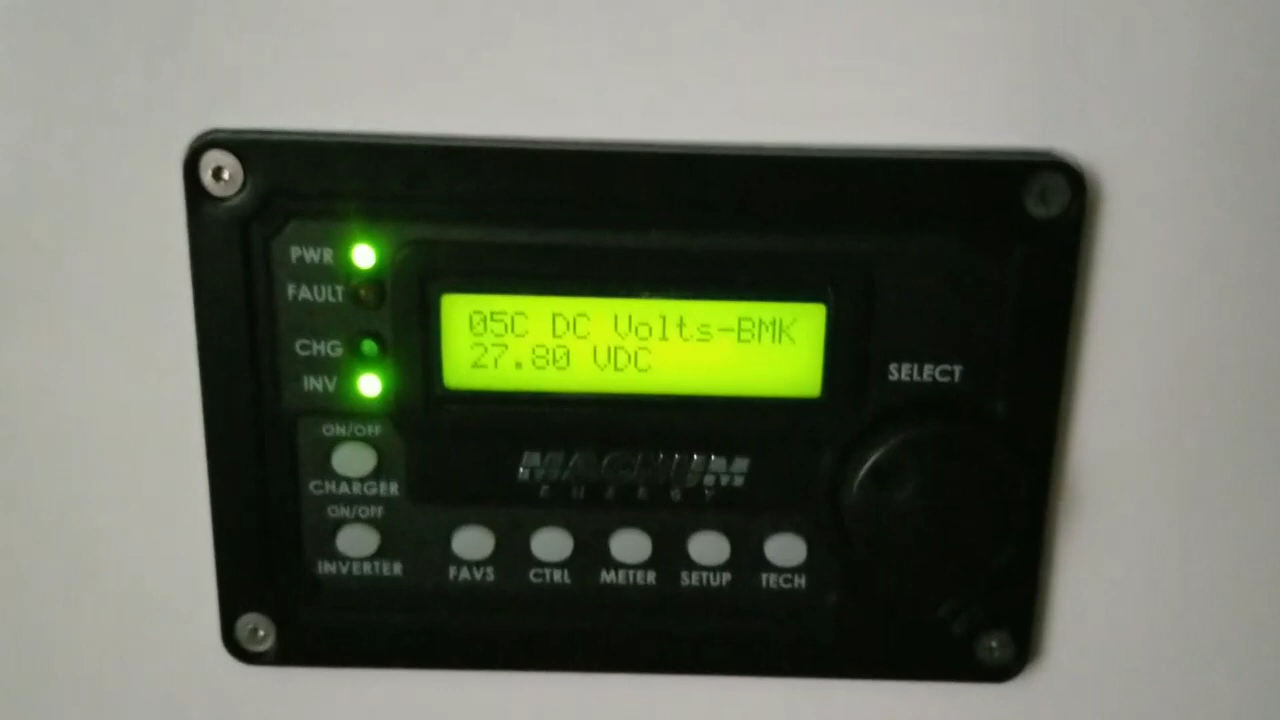 PWR
FAULT
CHG
INV
ON/OFF
CHARGER
ON/OFF
INVERTER
05C DC Volts-BMK
27.80 VDC
MAGNUM
ENERGY
FAVS
CTRL
METER
SETUP
TECH
SELECT